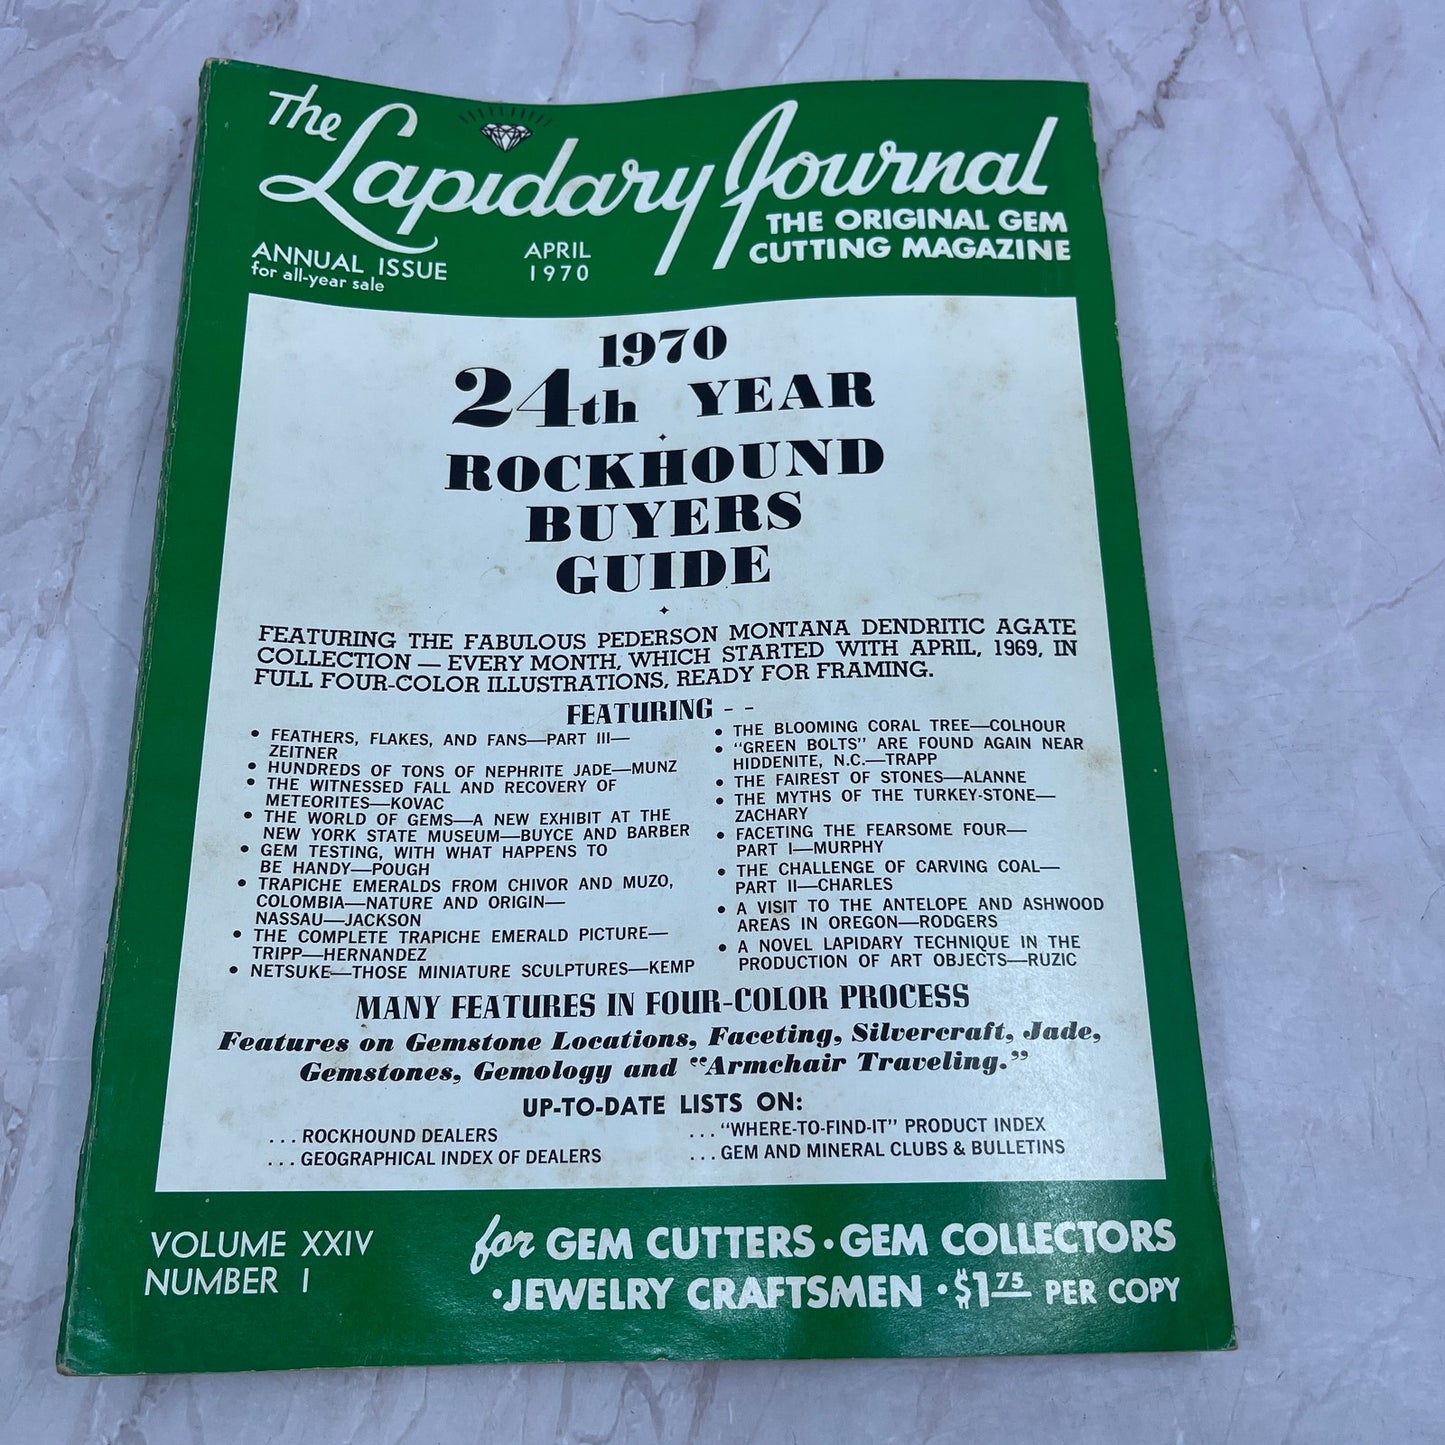 The Lapidary Journal
THE ORIGINAL GEM
CUTTING MAGAZINE
ANNUAL ISSUE
for all-year sale
APRIL
1970
1970
24th YEAR
ROCKHOUND
BUYERS
GUIDE
FEATURING THE FABULOUS PEDERSON MONTANA DENDRITIC AGATE
COLLECTION — EVERY MONTH, WHICH STARTED WITH APRIL, 1969, IN
FULL FOUR-COLOR ILLUSTRATIONS, READY FOR FRAMING.
FEATURING - -
• FEATHERS, FLAKES, AND FANS—PART III—
ZEITNER
• HUNDREDS OF TONS OF NEPHRITE JADE—MUNZ
• THE WITNESSED FALL AND RECOVERY OF
METEORITES—KOVAC
• THE WORLD OF GEMS—A NEW EXHIBIT AT THE
NEW YORK STATE MUSEUM—BUYCE AND BARBER
• GEM TESTING, WITH WHAT HAPPENS TO
BE HANDY—POUGH
• TRAPICHE EMERALDS FROM CHIVOR AND MUZO,
COLOMBIA—NATURE AND ORIGIN—
NASSAU—JACKSON
• THE COMPLETE TRAPICHE EMERALD PICTURE—
TRIPP—HERNANDEZ
• NETSUKE—THOSE MINIATURE SCULPTURES—KEMP
• THE BLOOMING CORAL TREE—COLHOUR
• "GREEN BOLTS" ARE FOUND AGAIN NEAR
HIDDENITE, N.C.—TRAPP
• THE FAIREST OF STONES—ALANNE
• THE MYTHS OF THE TURKEY-STONE—
ZACHARY
• FACETING THE FEARSOME FOUR—
PART I—MURPHY
• THE CHALLENGE OF CARVING COAL—
PART II—CHARLES
• A VISIT TO THE ANTELOPE AND ASHWOOD
AREAS IN OREGON—RODGERS
• A NOVEL LAPIDARY TECHNIQUE IN THE
PRODUCTION OF ART OBJECTS—RUZIC
MANY FEATURES IN FOUR-COLOR PROCESS
Features on Gemstone Locations, Faceting, Silvercraft, Jade,
Gemstones, Gemology and "Armchair Traveling."
UP-TO-DATE LISTS ON:
...ROCKHOUND DEALERS
...GEOGRAPHICAL INDEX OF DEALERS
..."WHERE-TO-FIND-IT" PRODUCT INDEX
...GEM AND MINERAL CLUBS & BULLETINS
VOLUME XXIV
NUMBER I
for GEM CUTTERS • GEM COLLECTORS
• JEWELRY CRAFTSMEN • $1.75 PER COPY